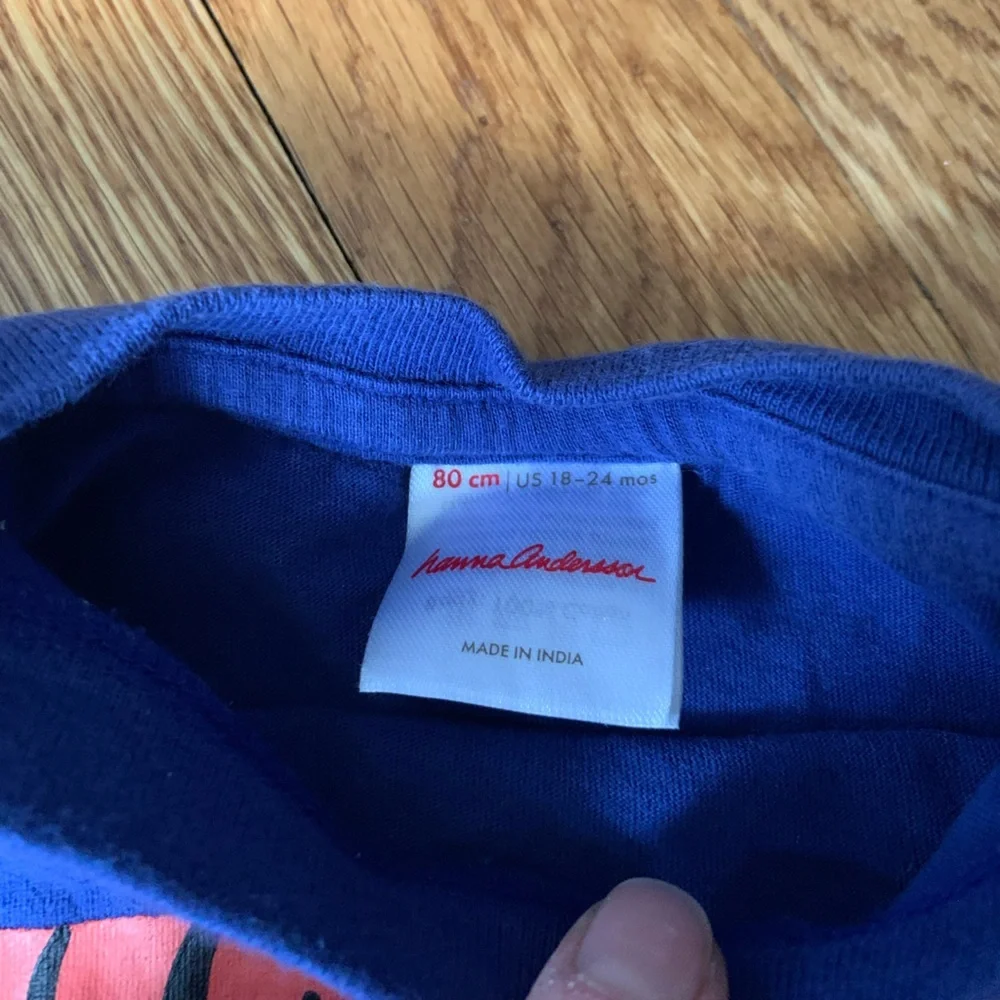 80 cm | US 18-24 mos
hanna Andersson
MADE IN INDIA